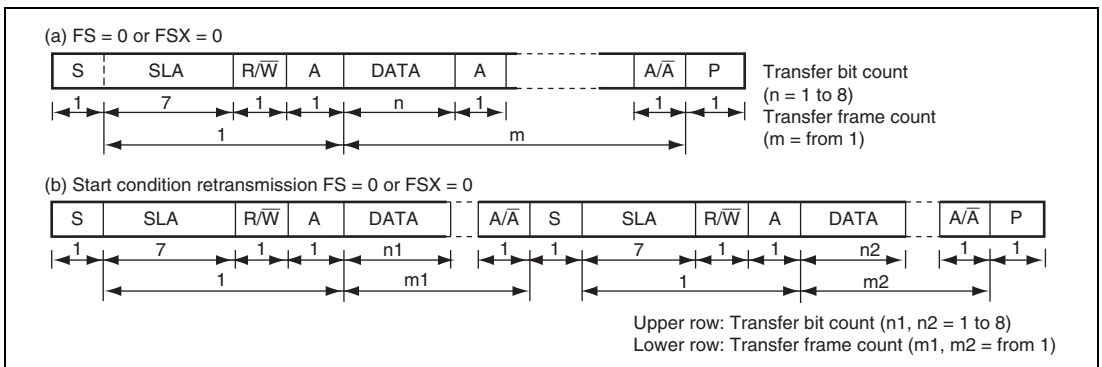 (a) FS = 0 or FSX = 0
S SLA R/W̅ A DATA A A/A̅ P
1 7 1 1 n 1 1 1
1 m
Transfer bit count
(n = 1 to 8)
Transfer frame count
(m = from 1)
(b) Start condition retransmission FS = 0 or FSX = 0
S SLA R/W̅ A DATA A/A̅ S SLA R/W̅ A DATA A/A̅ P
1 7 1 1 n1 1 1 7 1 1 n2 1 1
1 m1 1 m2
Upper row: Transfer bit count (n1, n2 = 1 to 8)
Lower row: Transfer frame count (m1, m2 = from 1)